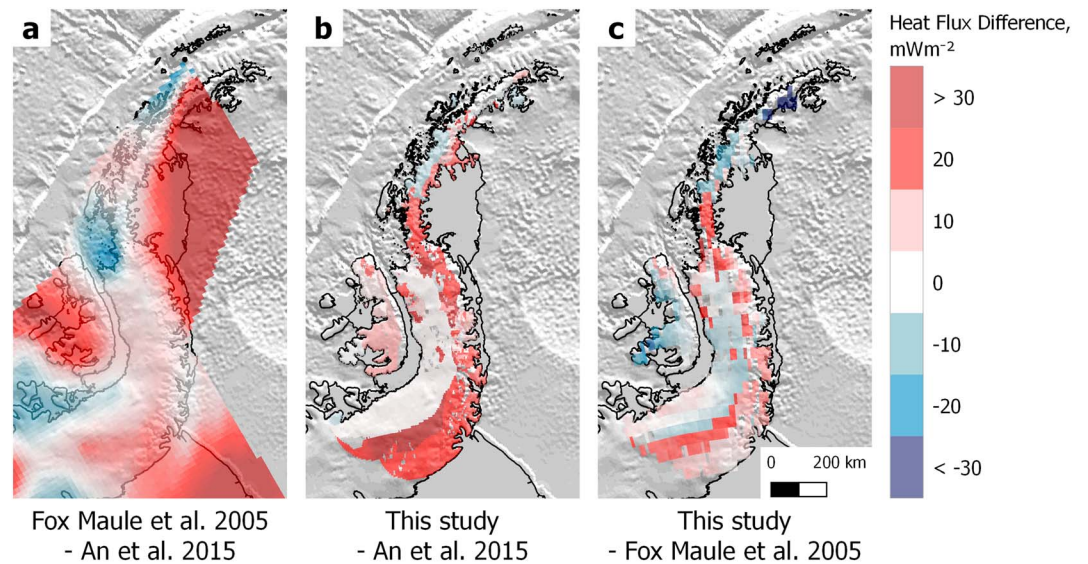 a
b
c
Heat Flux Difference,
mWm⁻²
> 30
20
10
0
-10
-20
< -30
0 200 km
Fox Maule et al. 2005
- An et al. 2015
This study
- An et al. 2015
This study
- Fox Maule et al. 2005